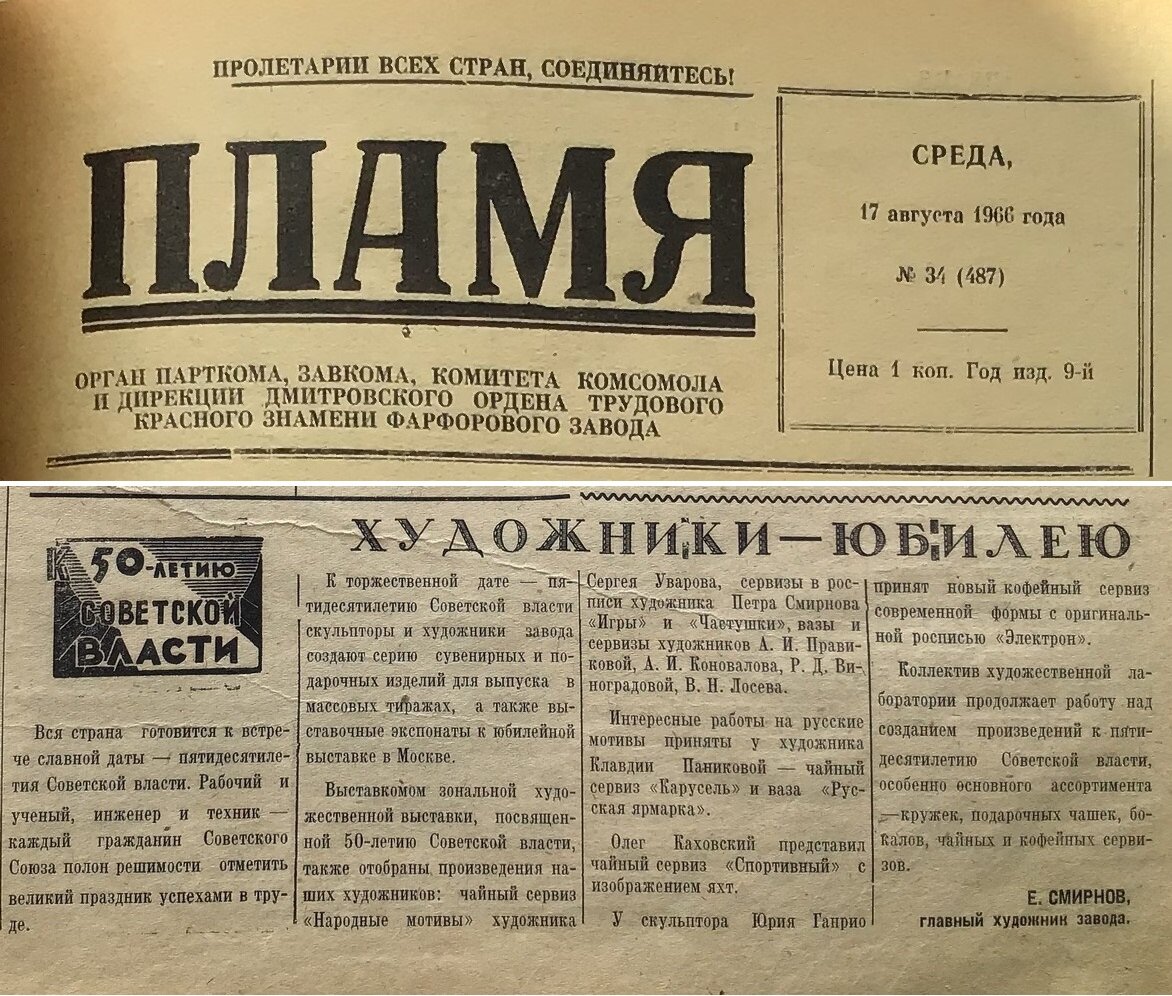 ПРОЛЕТАРИИ ВСЕХ СТРАН, СОЕДИНЯЙТЕСЬ!
ПЛАМЯ
ОРГАН ПАРТКОМА, ЗАВКОМА, КОМИТЕТА КОМСОМОЛА
И ДИРЕКЦИИ ДМИТРОВСКОГО ОРДЕНА ТРУДОВОГО
КРАСНОГО ЗНАМЕНИ ФАРФОРОВОГО ЗАВОДА
СРЕДА,
17 августа 1966 года
№ 34 (487)
Цена 1 коп. Год изд. 9-й
ХУДОЖНИКИ—ЮБИЛЕЮ
К 50-ЛЕТИЮ
СОВЕТСКОЙ
ВЛАСТИ
Вся страна готовится к встре-
че славной даты — пятидесятиле-
тия Советской власти. Рабочий и
ученый, инженер и техник —
каждый гражданин Советского
Союза полон решимости отметить
великий праздник успехами в тру-
де.
К торжественной дате — пя-
тидесятилетию Советской власти
скульпторы и художники завода
создают серию сувенирных и по-
дарочных изделий для выпуска в
массовых тиражах, а также вы-
ставочные экспонаты к юбилейной
выставке в Москве.
Выставкомом зональной худо-
жественной выставки, посвящен-
ной 50-летию Советской власти,
также отобраны произведения на-
ших художников: чайный сервиз
«Народные мотивы» художника
Сергея Уварова, сервизы в рос-
писи художника Петра Смирнова
«Игры» и «Чаетушки», вазы и
сервизы художников А. И. Прави-
ковой, А. И. Коновалова, Р. Д. Ви-
ноградовой, В. Н. Лосева.
Интересные работы на русские
мотивы приняты у художника
Клавдии Паниковой — чайный
сервиз «Карусель» и ваза «Рус-
ская ярмарка».
Олег Каховский представил
чайный сервиз «Спортивный» с
изображением яхт.
У скульптора Юрия Ганрио
принят новый кофейный сервиз
современной формы с оригиналь-
ной росписью «Электрон».
Коллектив художественной ла-
боратории продолжает работу над
созданием произведений к пяти-
десятилетию Советской власти,
особенно основного ассортимента
—кружек, подарочных чашек, бо-
калов, чайных и кофейных серви-
зов.
Е. СМИРНОВ,
главный художник завода.